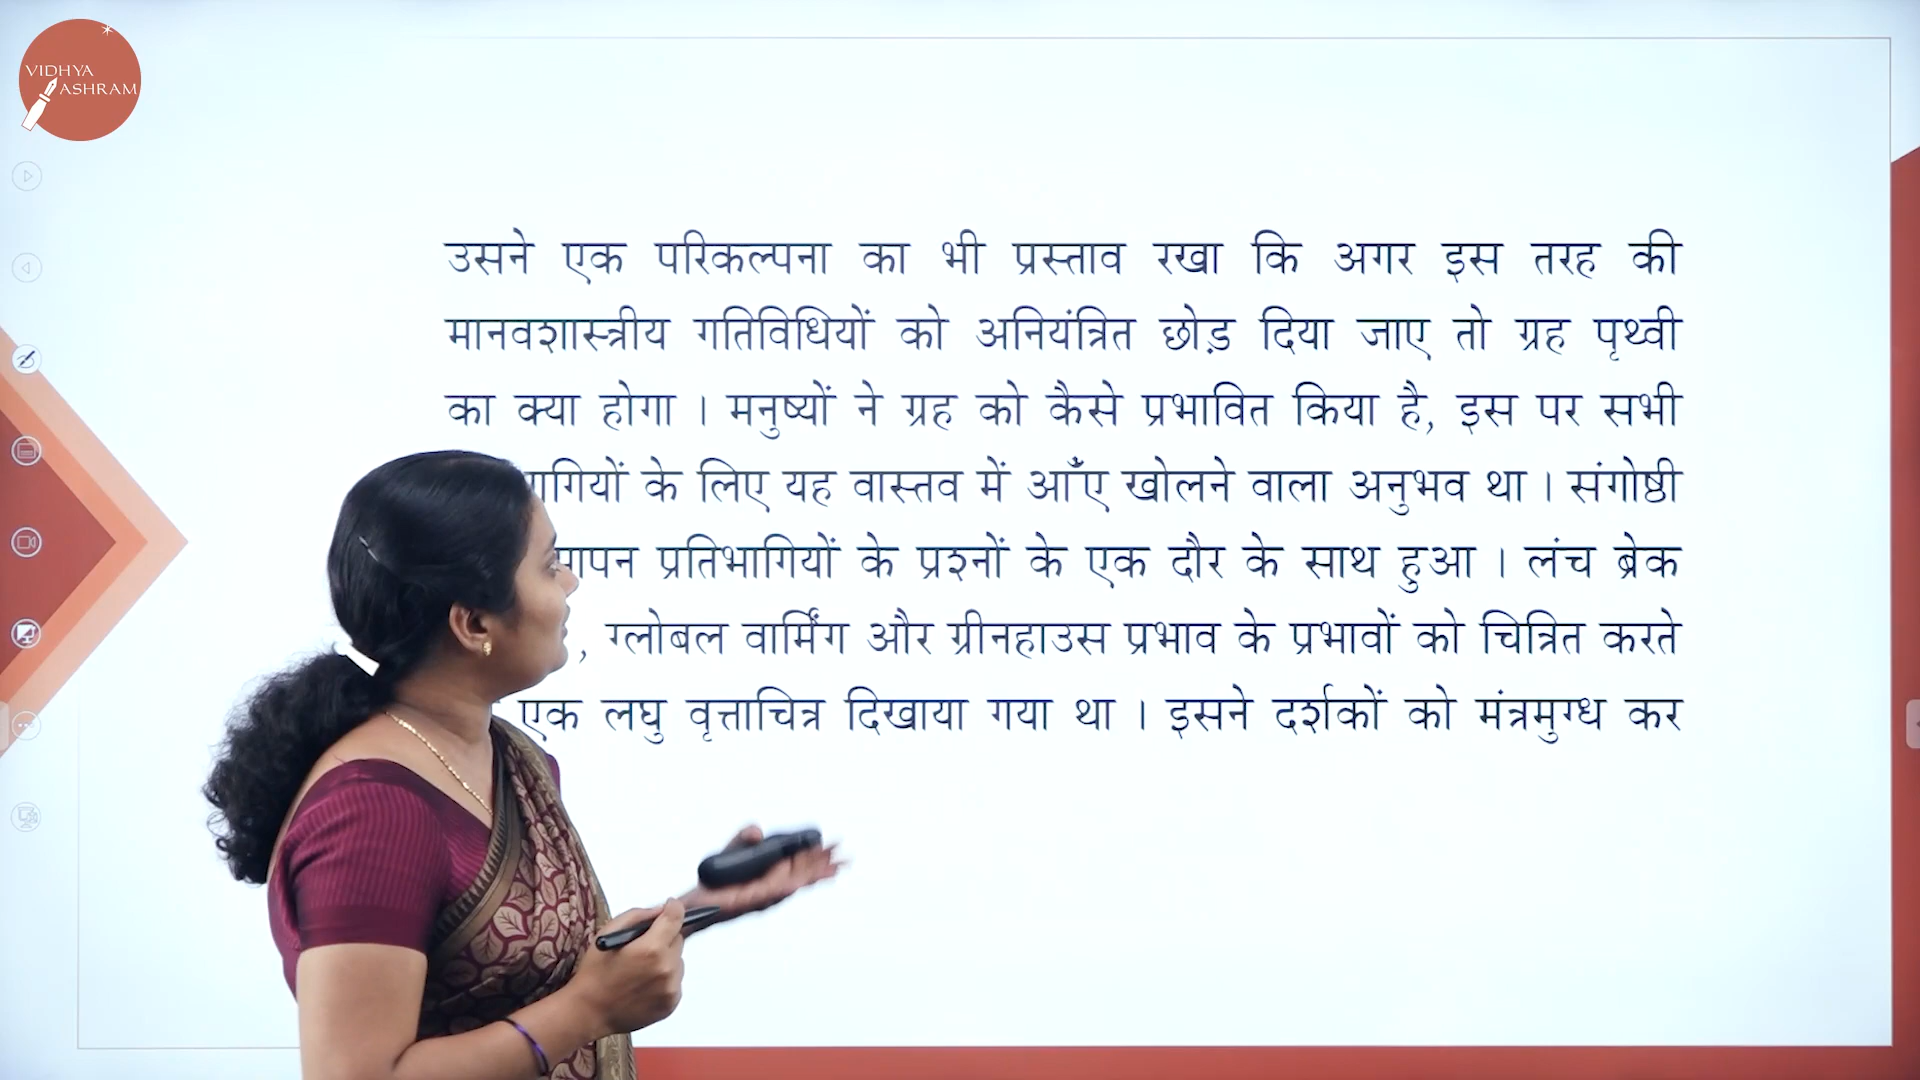 VIDHYA
ASHRAM
उसने एक परिकल्पना का भी प्रस्ताव रखा कि अगर इस तरह की
मानवशास्त्रीय गतिविधियों को अनियंत्रित छोड़ दिया जाए तो ग्रह पृथ्वी
का क्या होगा । मनुष्यों ने ग्रह को कैसे प्रभावित किया है, इस पर सभी
के लिए यह वास्तव में आँए खोलने वाला अनुभव था । संगोष्ठी
प्रतिभागियों के प्रश्नों के एक दौर के साथ हुआ । लंच ब्रेक
, ग्लोबल वार्मिंग और ग्रीनहाउस प्रभाव के प्रभावों को चित्रित करते
एक लघु वृत्ताचित्र दिखाया गया था । इसने दर्शकों को मंत्रमुग्ध कर